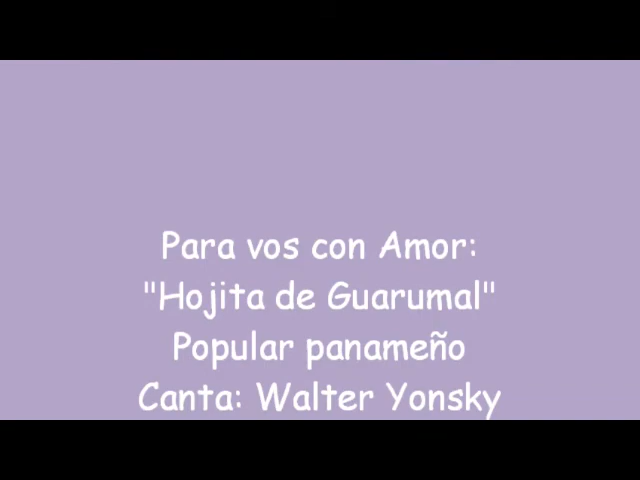 Para vos con Amor:
"Hojita de Guarumal"
Popular panameño
Canta: Walter Yonsky